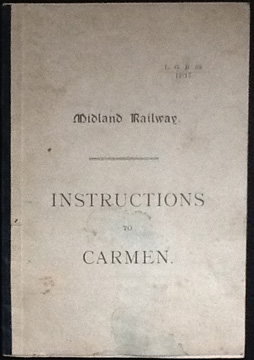 Midland Railway.
INSTRUCTIONS
TO
CARMEN.